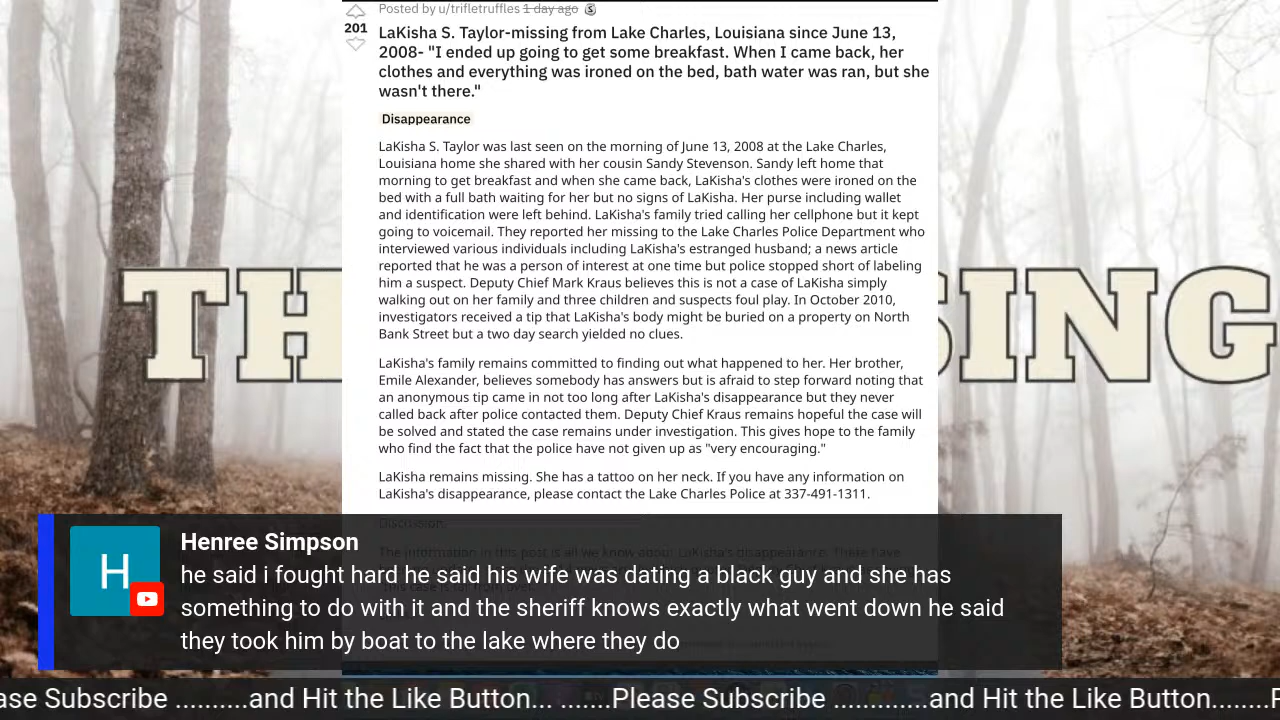 Posted by u/trifletruffles 1 day ago
201
LaKisha S. Taylor-missing from Lake Charles, Louisiana since June 13,
2008- "I ended up going to get some breakfast. When I came back, her
clothes and everything was ironed on the bed, bath water was ran, but she
wasn't there."
Disappearance
LaKisha S. Taylor was last seen on the morning of June 13, 2008 at the Lake Charles,
Louisiana home she shared with her cousin Sandy Stevenson. Sandy left home that
morning to get breakfast and when she came back, LaKisha's clothes were ironed on the
bed with a full bath waiting for her but no signs of LaKisha. Her purse including wallet
and identification were left behind. LaKisha's family tried calling her cellphone but it kept
going to voicemail. They reported her missing to the Lake Charles Police Department who
interviewed various individuals including LaKisha's estranged husband; a news article
reported that he was a person of interest at one time but police stopped short of labeling
him a suspect. Deputy Chief Mark Kraus believes this is not a case of LaKisha simply
walking out on her family and three children and suspects foul play. In October 2010,
investigators received a tip that LaKisha's body might be buried on a property on North
Bank Street but a two day search yielded no clues.
LaKisha's family remains committed to finding out what happened to her. Her brother,
Emile Alexander, believes somebody has answers but is afraid to step forward noting that
an anonymous tip came in not too long after LaKisha's disappearance but they never
called back after police contacted them. Deputy Chief Kraus remains hopeful the case will
be solved and stated the case remains under investigation. This gives hope to the family
who find the fact that the police have not given up as "very encouraging."
LaKisha remains missing. She has a tattoo on her neck. If you have any information on
LaKisha's disappearance, please contact the Lake Charles Police at 337-491-1311.
TH SING
Discussion:
The information in this post is all we know about LaKisha's disappearance. There have
H
Henree Simpson
he said i fought hard he said his wife was dating a black guy and she has
something to do with it and the sheriff knows exactly what went down he said
they took him by boat to the lake where they do
ase Subscribe ..........and Hit the Like Button... .......Please Subscribe .............and Hit the Like Button........P